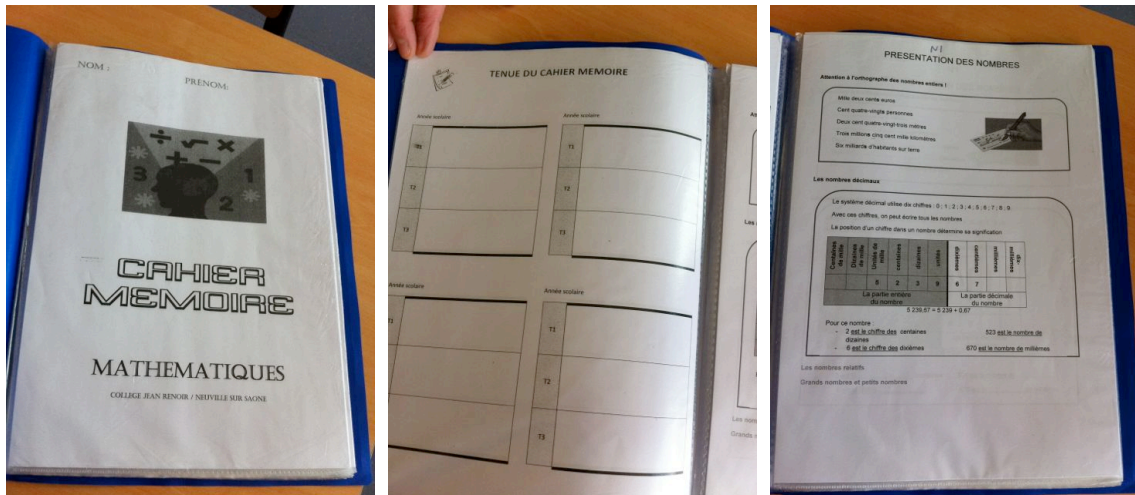 NOM :
PRÉNOM:
CAHIER
MEMOIRE
MATHEMATIQUES
COLLEGE JEAN RENOIR / NEUVILLE SUR SAONE
TENUE DU CAHIER MEMOIRE
Année scolaire
Année scolaire
T1
T2
T2
T3
T3
Année scolaire
Année scolaire
T1
T2
T3
N1
PRESENTATION DES NOMBRES
Attention à l'orthographe des nombres entiers !
Mille deux cents euros
Cent quatre-vingts personnes
Deux cent quatre-vingt-trois mètres
Trois millions cinq cent mille kilomètres
Six milliards d'habitants sur terre
Les nombres décimaux
Le système décimal utilise dix chiffres : 0 ; 1 ; 2 ; 3 ; 4 ; 5 ; 6 ; 7 ; 8 ; 9.
Avec ces chiffres, on peut écrire tous les nombres
La position d'un chiffre dans un nombre détermine sa signification
Centaines de mille
Dizaines de mille
Unités de mille
centaines
dizaines
unités
dixièmes
centièmes
millièmes
dix-millièmes
2 3 9 6 7
La partie entière du nombre
La partie décimale du nombre
5 239,67 = 5 239 + 0,67
Pour ce nombre :
- 2 est le chiffre des centaines
523 est le nombre de
dizaines
- 6 est le chiffre des dixièmes
670 est le nombre de millièmes
Les nombres relatifs
Grands nombres et petits nombres